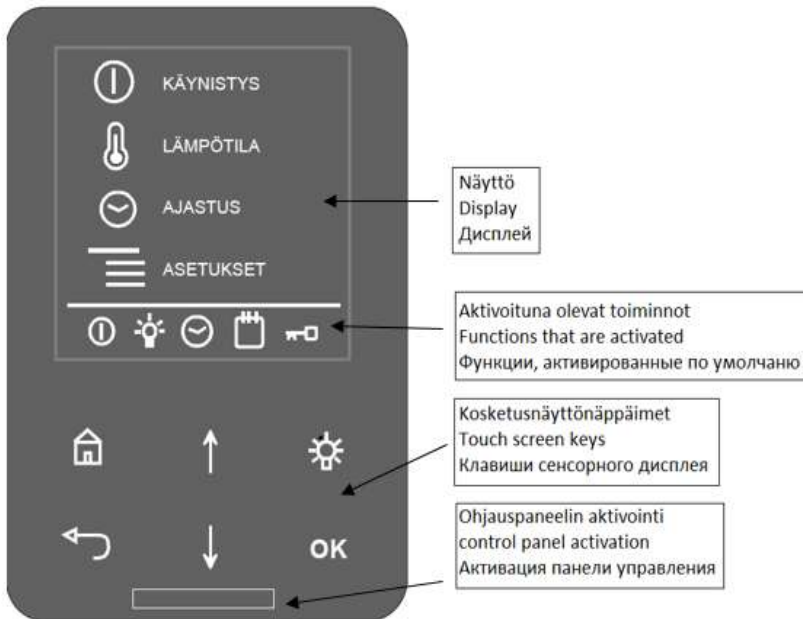 KÄYNISTYS
LÄMPÖTILA
AJASTUS
ASETUKSET
OK
Näyttö
Display
Дисплей
Aktivoituna olevat toiminnot
Functions that are activated
Функции, активированные по умолчаню
Kosketusnäyttönäppäimet
Touch screen keys
Клавиши сенсорного дисплея
Ohjauspaneelin aktivointi
control panel activation
Активация панели управления